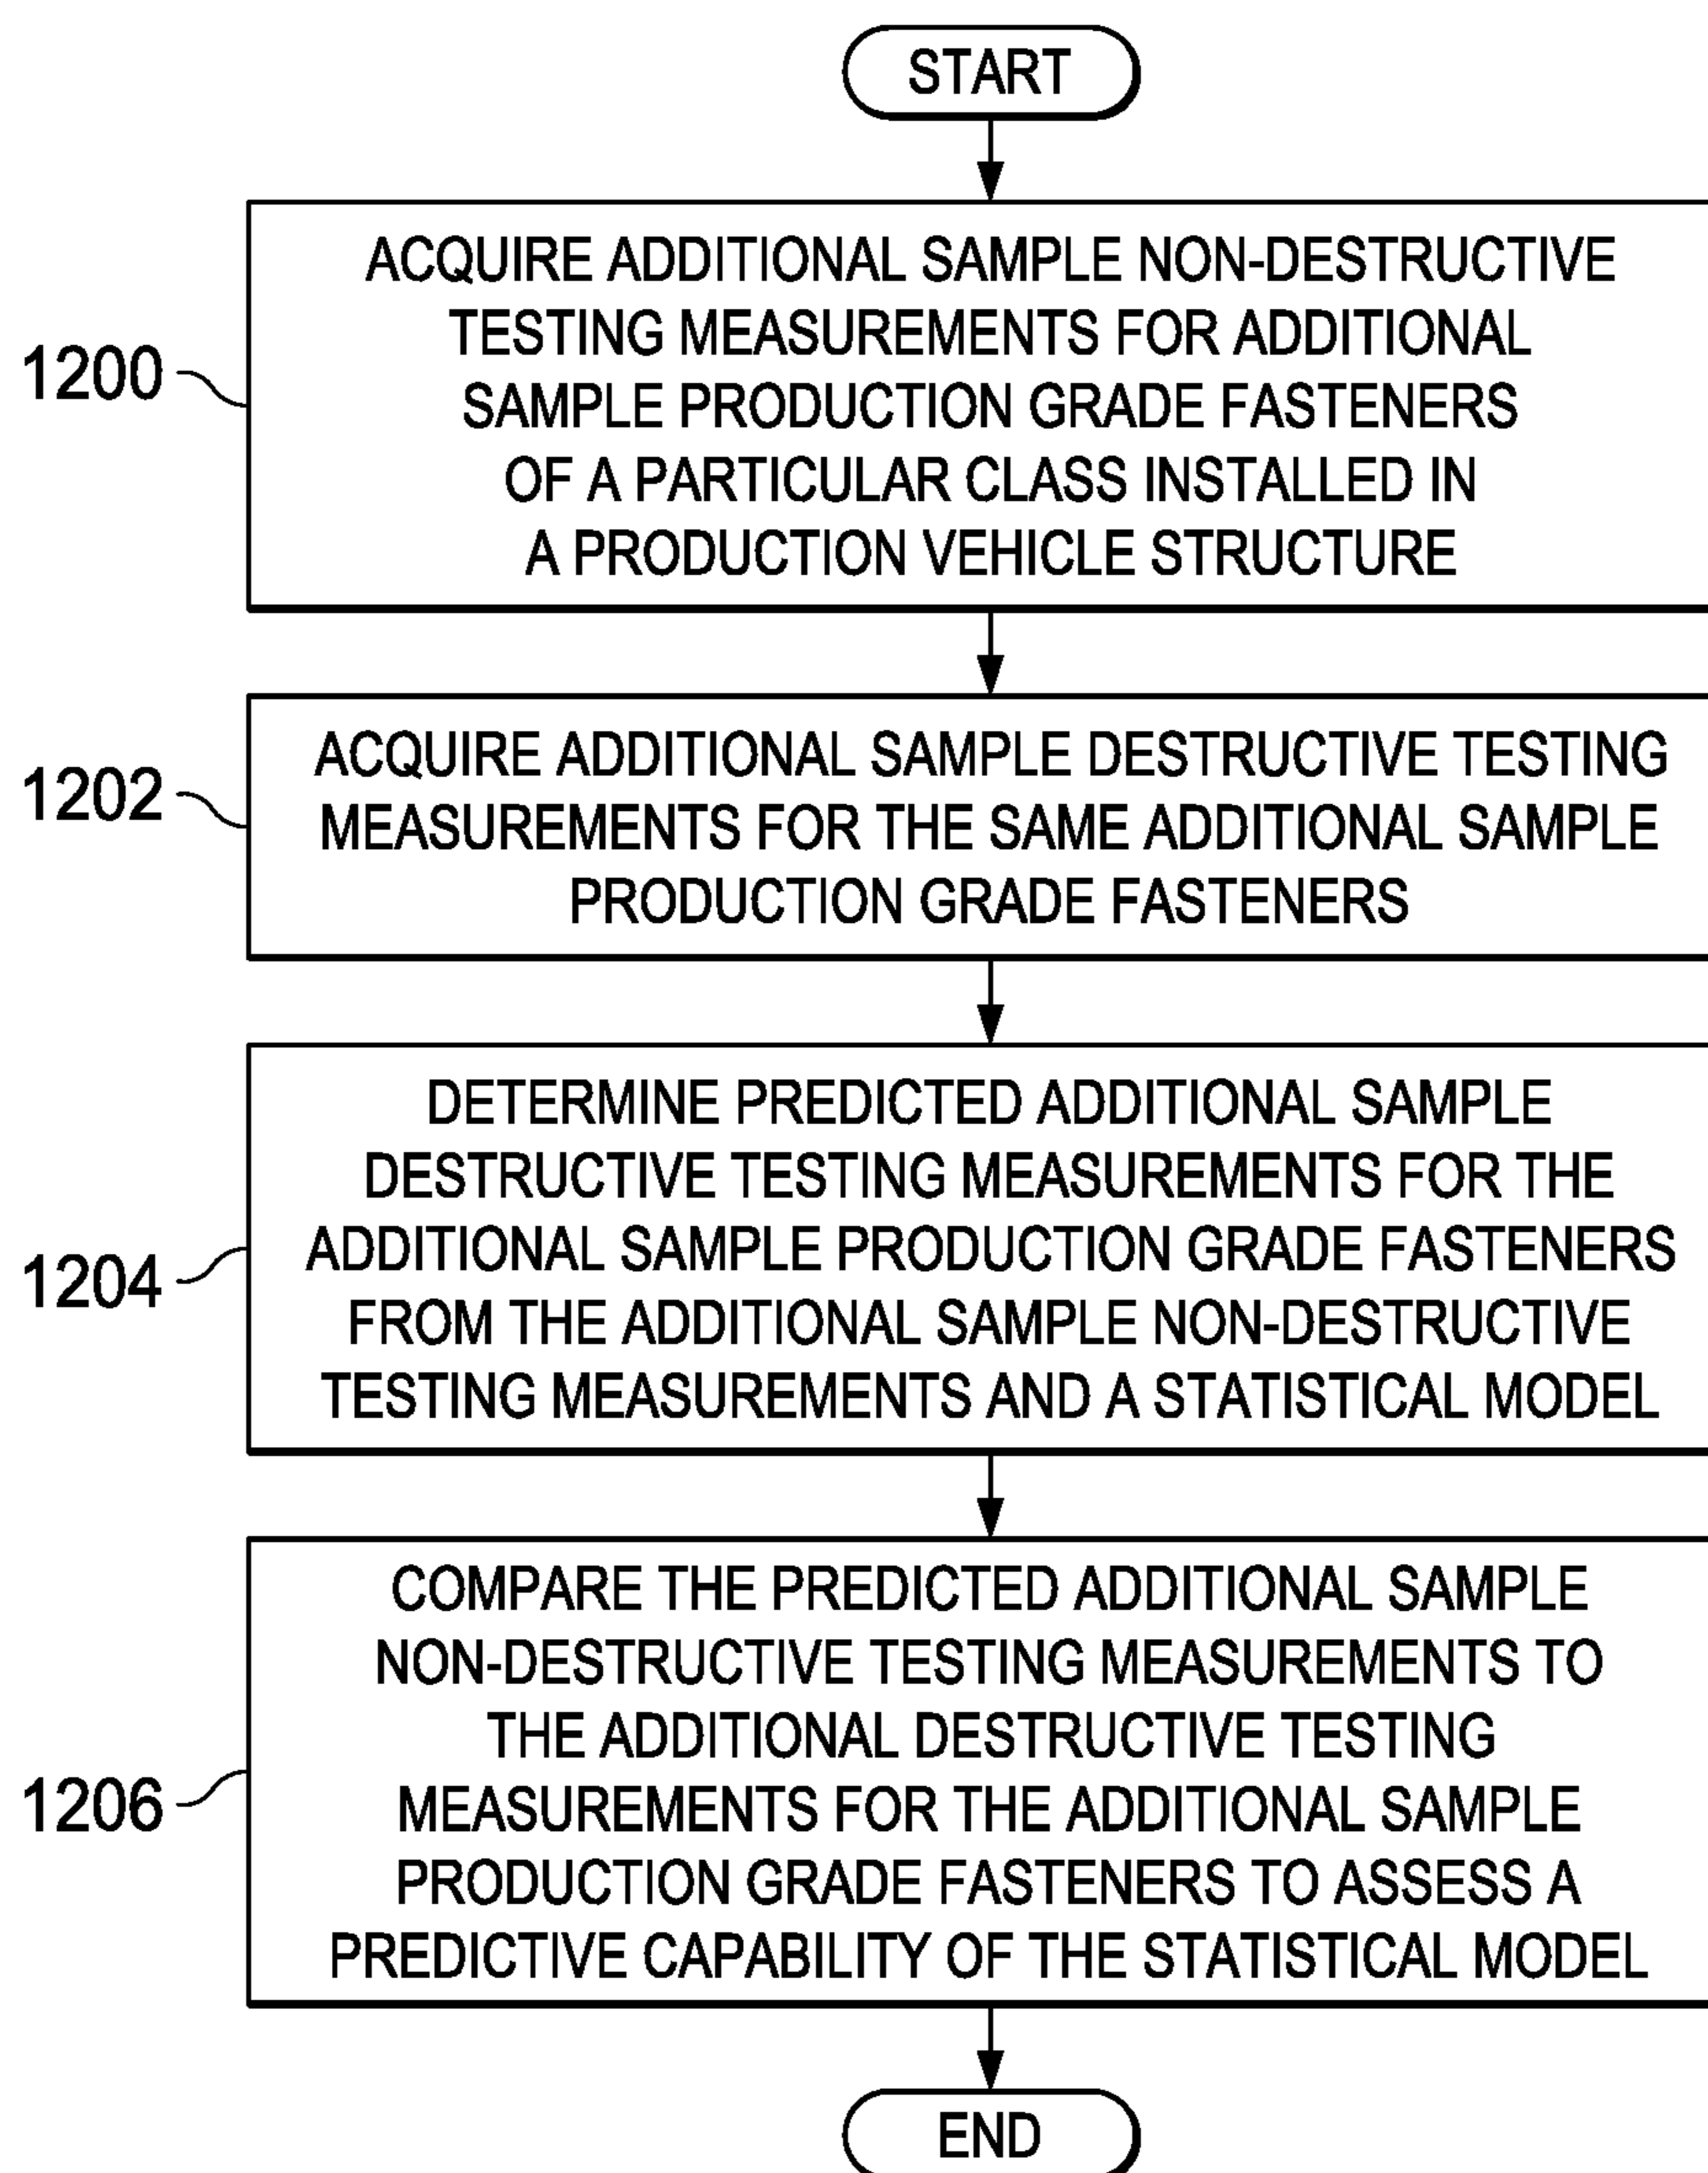 START
ACQUIRE ADDITIONAL SAMPLE NON-DESTRUCTIVE
TESTING MEASUREMENTS FOR ADDITIONAL
SAMPLE PRODUCTION GRADE FASTENERS
OF A PARTICULAR CLASS INSTALLED IN
A PRODUCTION VEHICLE STRUCTURE
1200
ACQUIRE ADDITIONAL SAMPLE DESTRUCTIVE TESTING
MEASUREMENTS FOR THE SAME ADDITIONAL SAMPLE
PRODUCTION GRADE FASTENERS
1202
DETERMINE PREDICTED ADDITIONAL SAMPLE
DESTRUCTIVE TESTING MEASUREMENTS FOR THE
ADDITIONAL SAMPLE PRODUCTION GRADE FASTENERS
FROM THE ADDITIONAL SAMPLE NON-DESTRUCTIVE
TESTING MEASUREMENTS AND A STATISTICAL MODEL
1204
COMPARE THE PREDICTED ADDITIONAL SAMPLE
NON-DESTRUCTIVE TESTING MEASUREMENTS TO
THE ADDITIONAL DESTRUCTIVE TESTING
MEASUREMENTS FOR THE ADDITIONAL SAMPLE
PRODUCTION GRADE FASTENERS TO ASSESS A
PREDICTIVE CAPABILITY OF THE STATISTICAL MODEL
1206
END